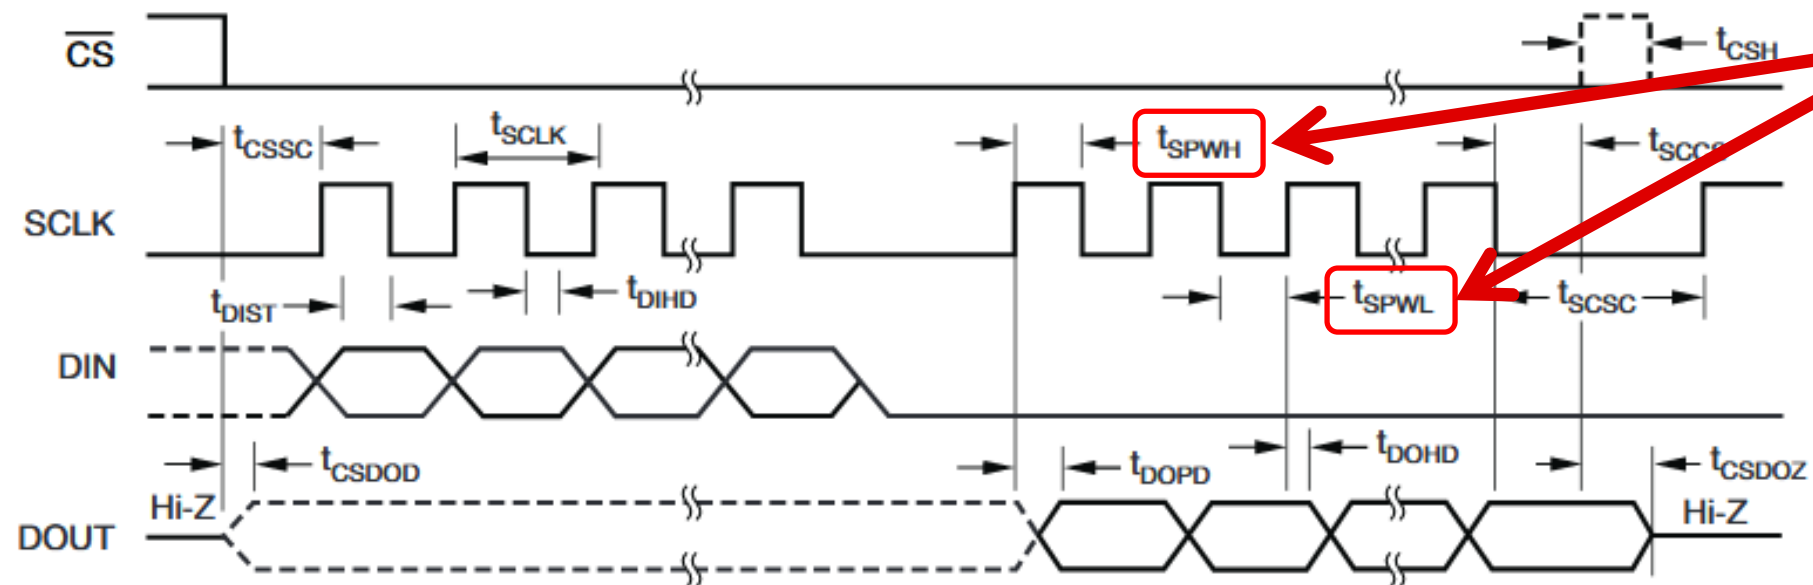 CS
tCSH
tCSSC
tSCLK
tSPWH
tSCCS
SCLK
tDIST
tDIHD
tSPWL
tSCSC
DIN
tCSDOD
tDOPD
tDOHD
tCSDOZ
Hi-Z
Hi-Z
DOUT